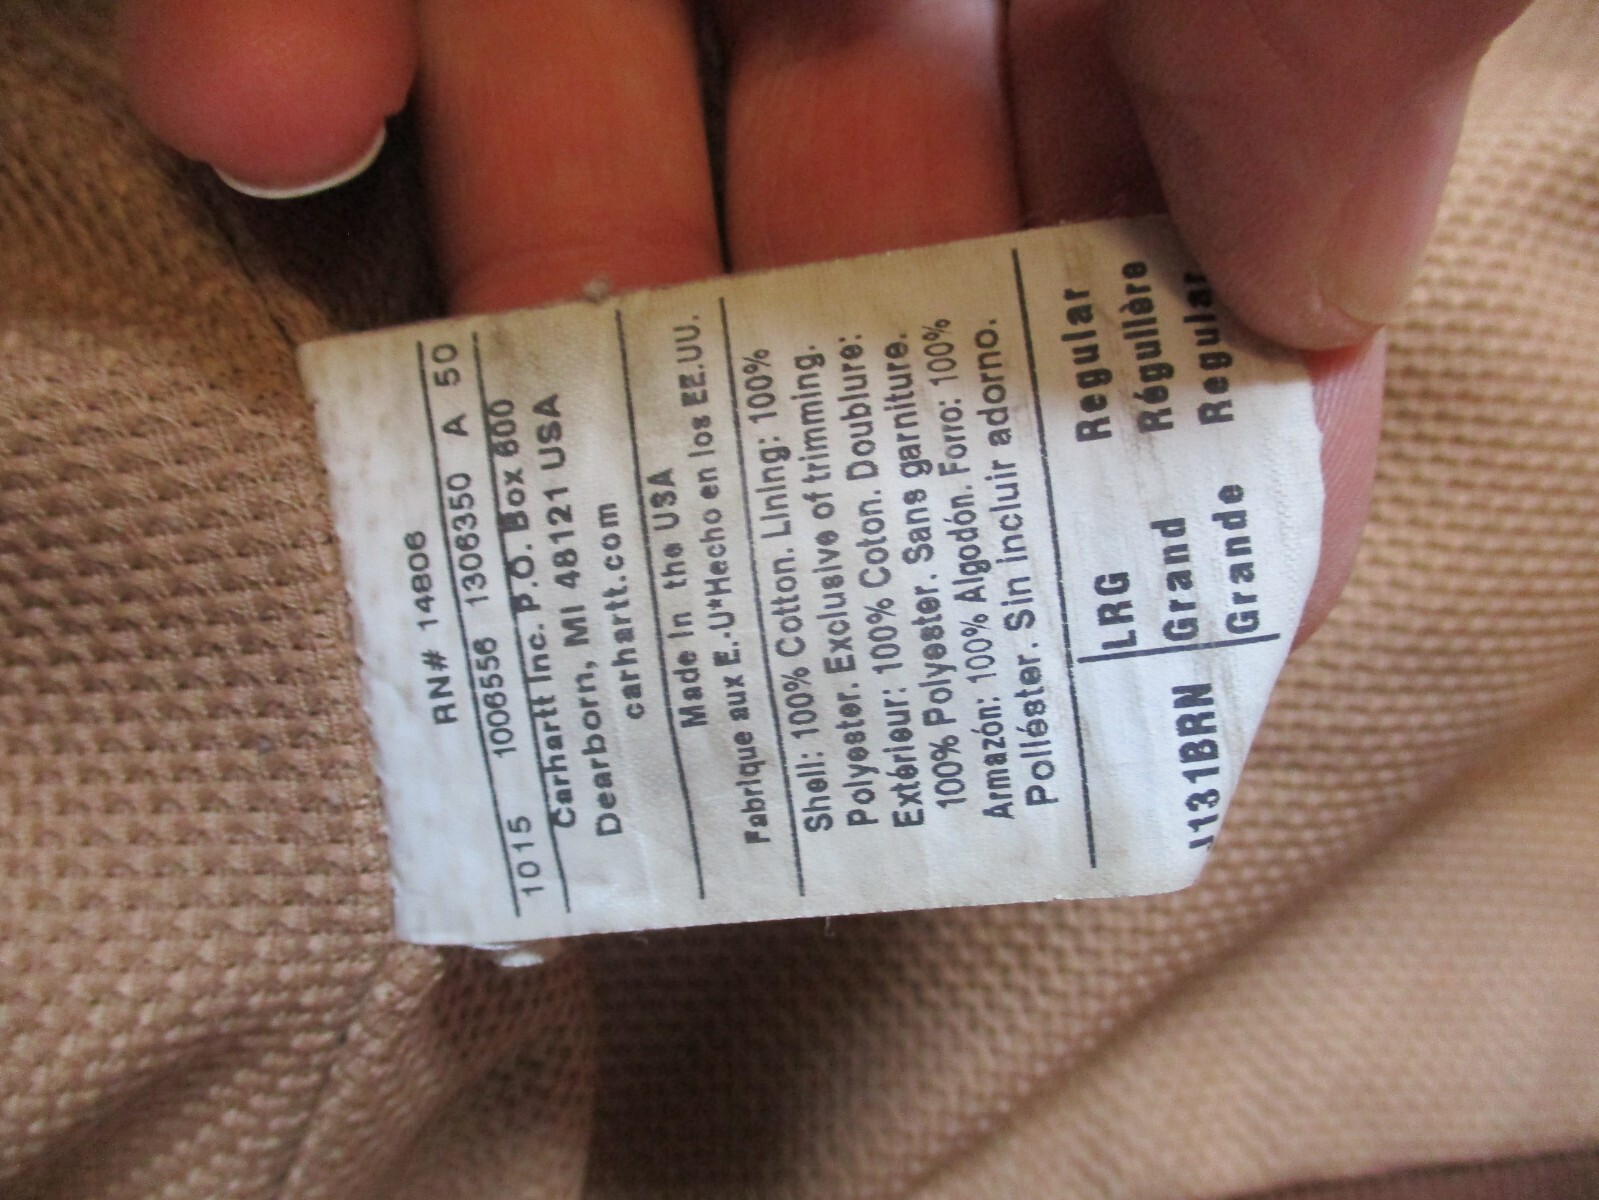 RN# 14806
1015 1006556 1306350 A 50
Carhartt Inc. P.O. Box 600
Dearborn, MI 48121 USA
carhartt.com
Made In the USA
Fabrique aux E.-U*Hecho en los EE.UU.
Shell: 100% Cotton. Lining: 100%
Polyester. Exclusive of trimming.
Extérieur: 100% Coton. Doublure:
100% Polyester. Sans garniture.
Armazón: 100% Algodón. Forro: 100%
Poliéster. Sin incluir adorno.
LRG Regular
J131BRN Grand Régulière
Grande Regular